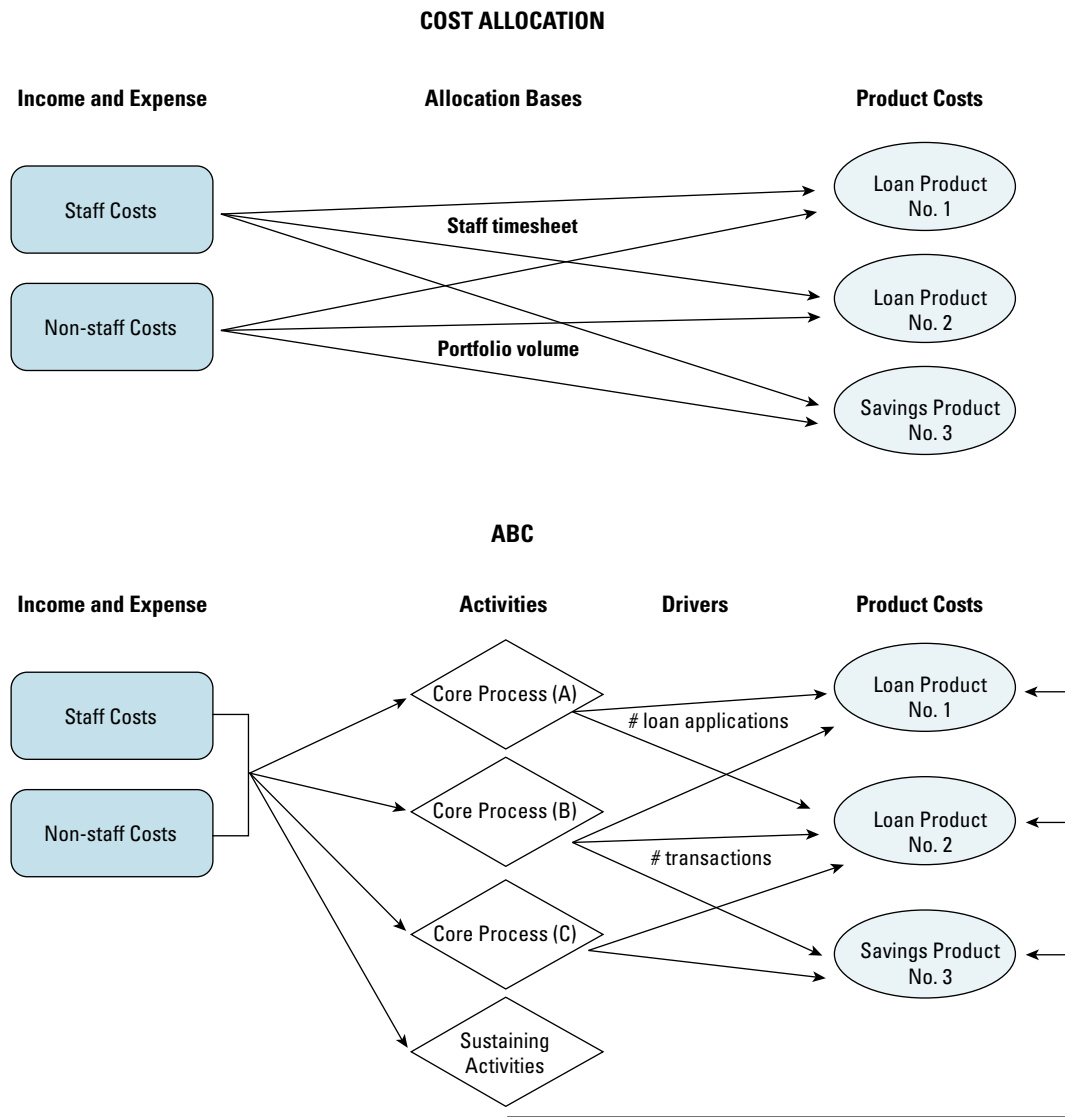 COST ALLOCATION
Income and Expense
Allocation Bases
Product Costs
Staff Costs
Non-staff Costs
Staff timesheet
Portfolio volume
Loan Product
No. 1
Loan Product
No. 2
Savings Product
No. 3
ABC
Income and Expense
Activities
Drivers
Product Costs
Staff Costs
Non-staff Costs
Core Process (A)
Core Process (B)
Core Process (C)
Sustaining
Activities
# loan applications
# transactions
Loan Product
No. 1
Loan Product
No. 2
Savings Product
No. 3